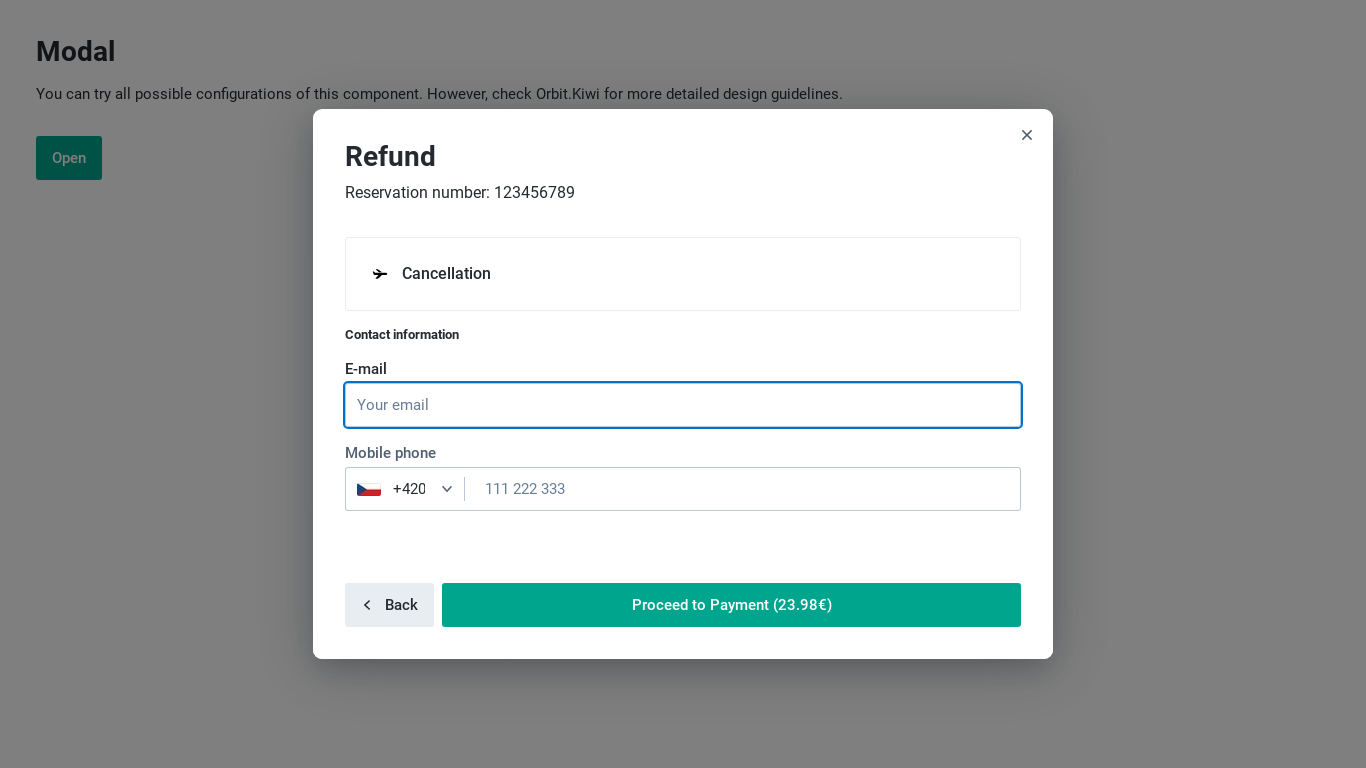 Modal
You can try all possible configurations of this component. However, check Orbit.Kiwi for more detailed design guidelines.
Open
Refund
Reservation number: 123456789
Cancellation
Contact information
E-mail
Your email
Mobile phone
+420 111 222 333
Back Proceed to Payment (23.98€)